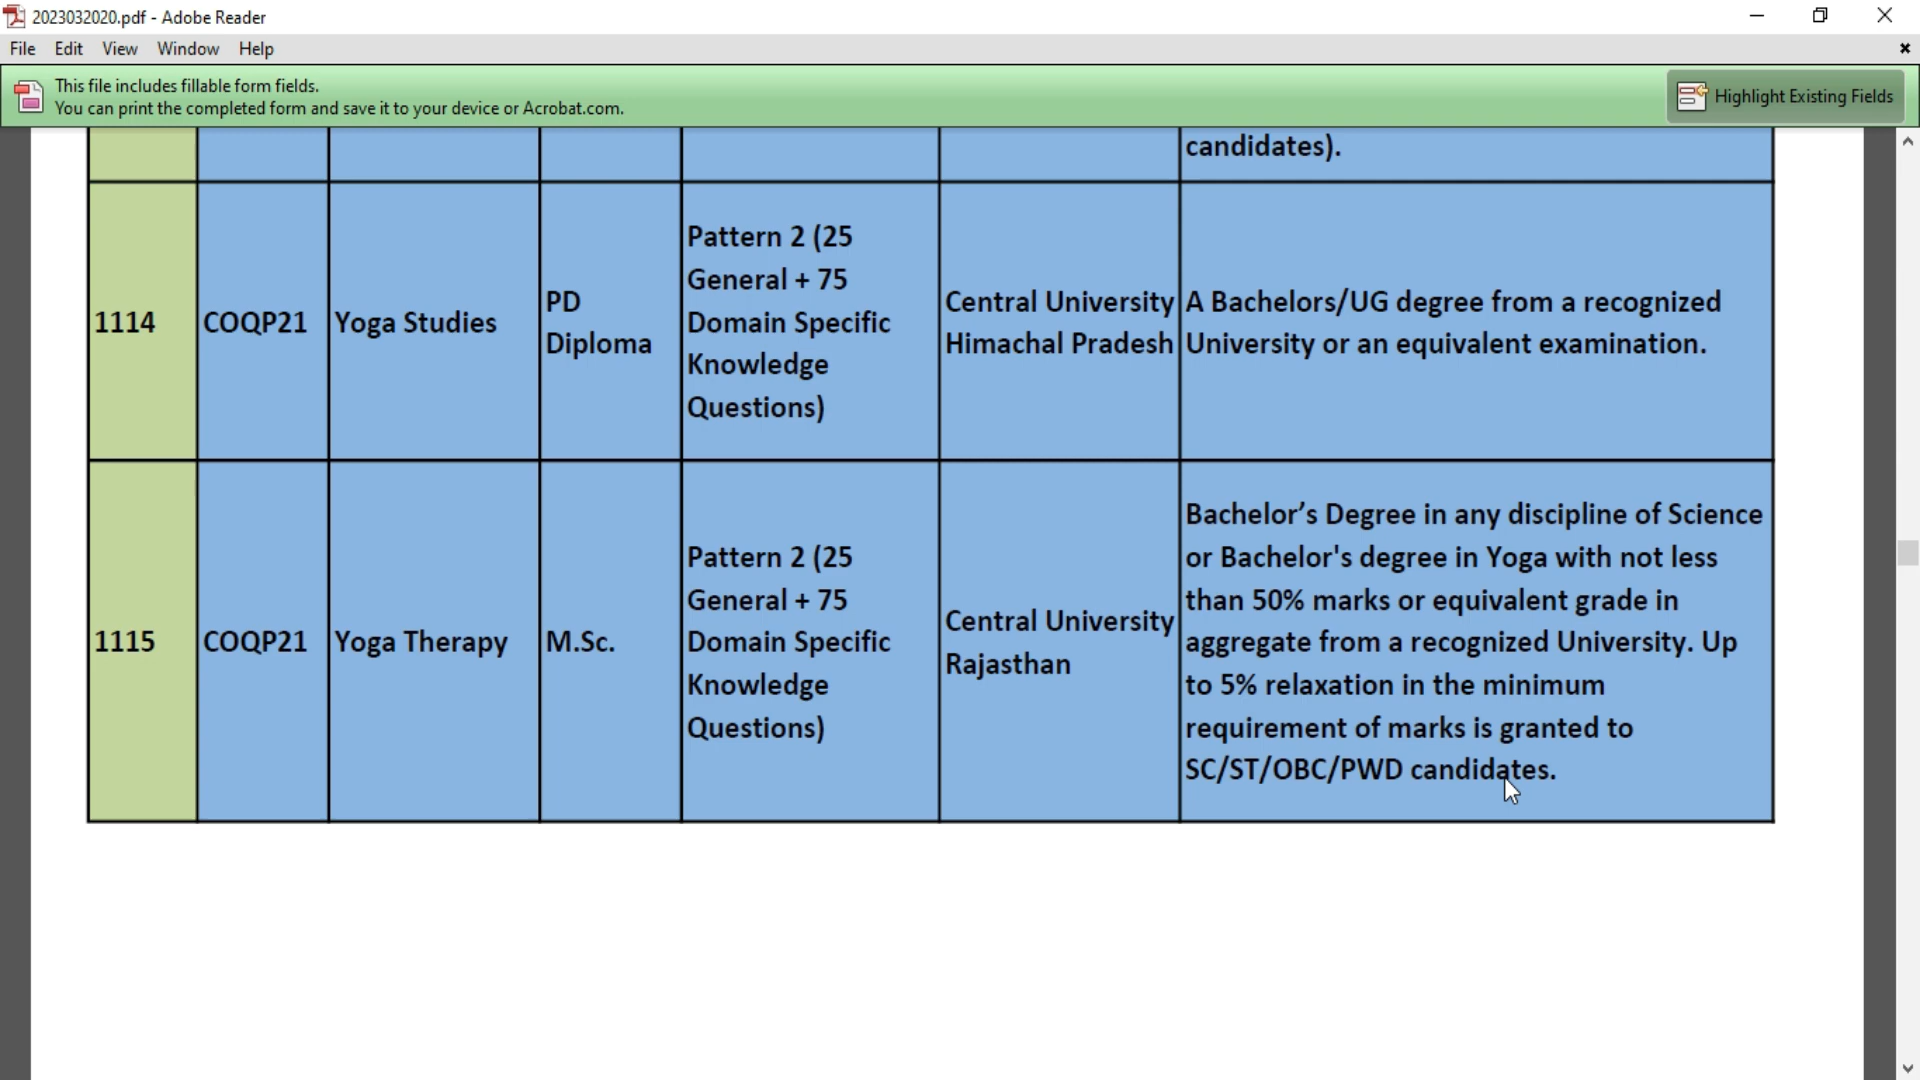 2023032020.pdf - Adobe Reader
File Edit View Window Help
This file includes fillable form fields.
You can print the completed form and save it to your device or Acrobat.com.
Highlight Existing Fields
candidates).
1114
COQP21
Yoga Studies
PD
Diploma
Pattern 2 (25
General + 75
Domain Specific
Knowledge
Questions)
Central University
Himachal Pradesh
A Bachelors/UG degree from a recognized
University or an equivalent examination.
1115
COQP21
Yoga Therapy
M.Sc.
Pattern 2 (25
General + 75
Domain Specific
Knowledge
Questions)
Central University
Rajasthan
Bachelor’s Degree in any discipline of Science
or Bachelor's degree in Yoga with not less
than 50% marks or equivalent grade in
aggregate from a recognized University. Up
to 5% relaxation in the minimum
requirement of marks is granted to
SC/ST/OBC/PWD candidates.